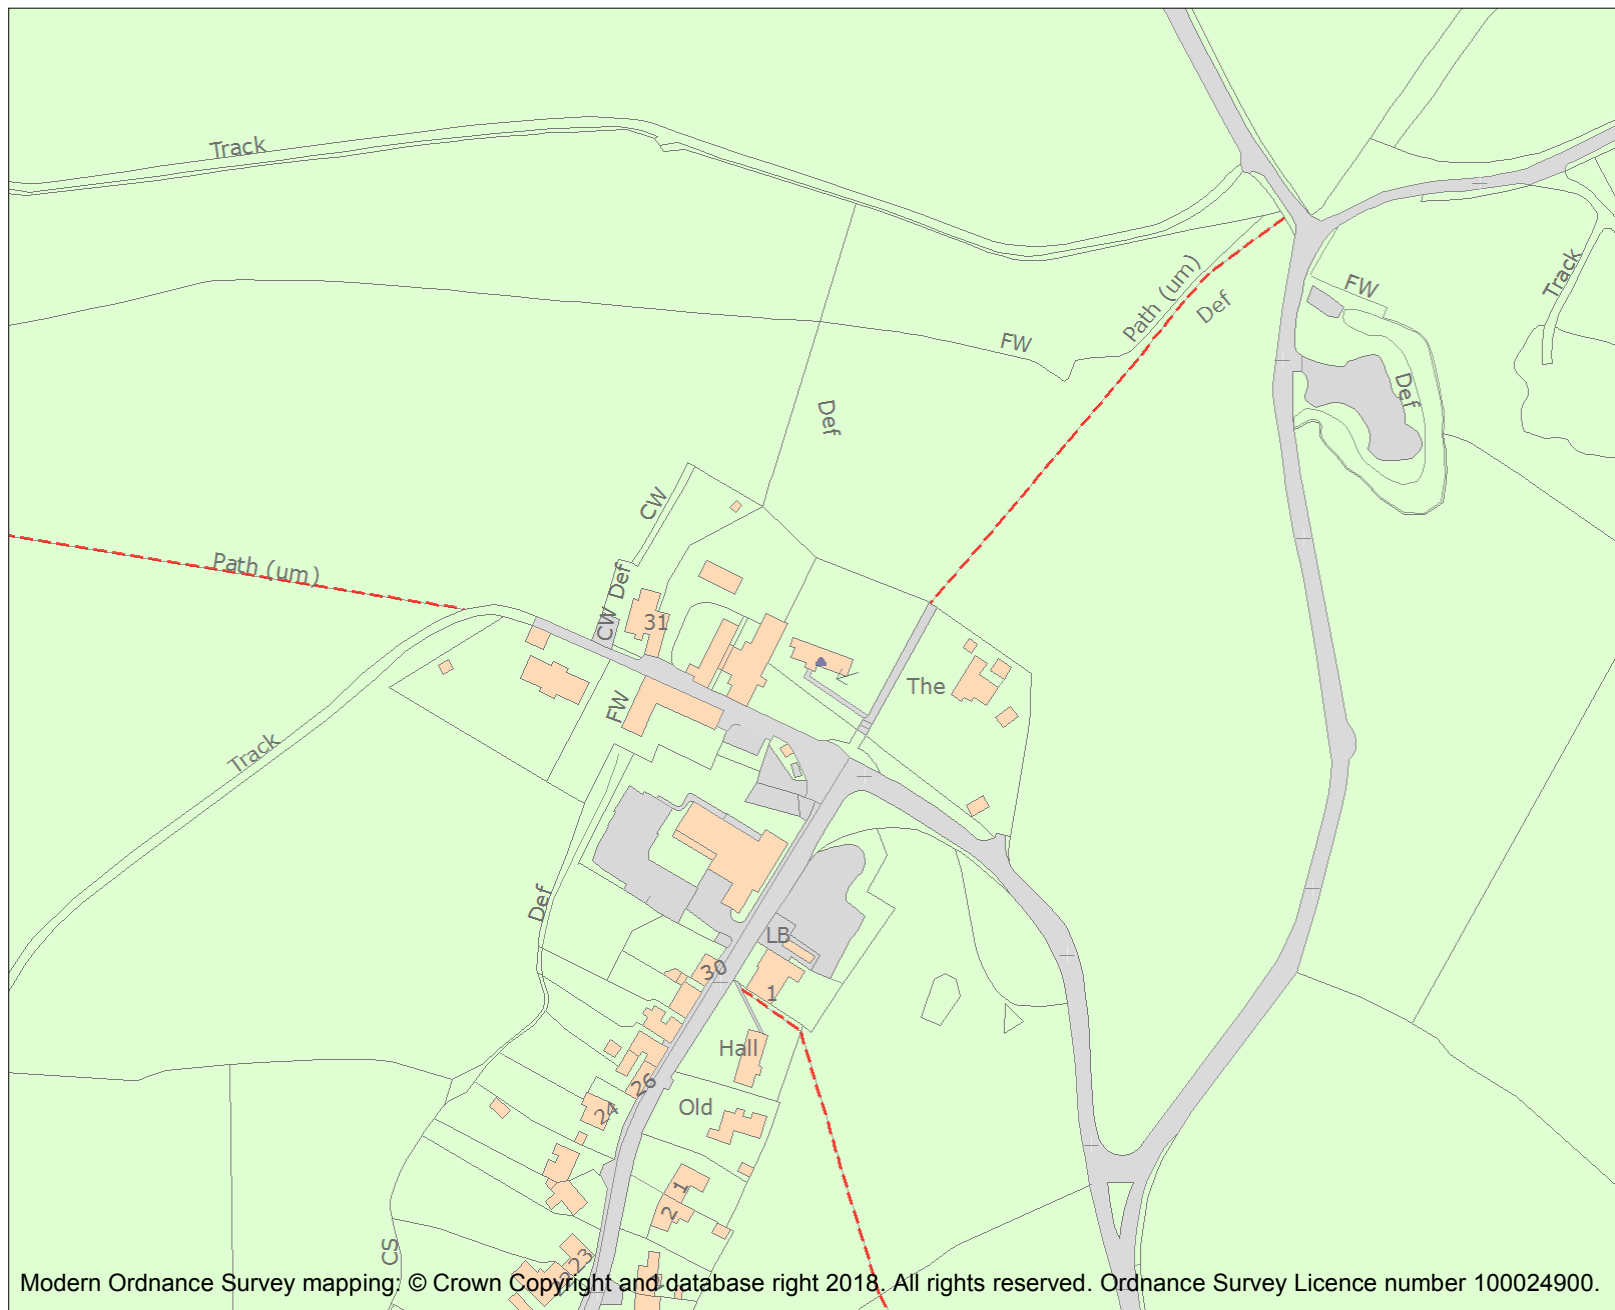 Track
Path (um)
Def
FW
Track
FW
Def
Def
CW
Path (um)
Def
CW
31
The
FW
Track
Def
LB
30
1
Hall
26
Old
24
1
2
CS
23
Modern Ordnance Survey mapping: © Crown Copyright and database right 2018. All rights reserved. Ordnance Survey Licence number 100024900.